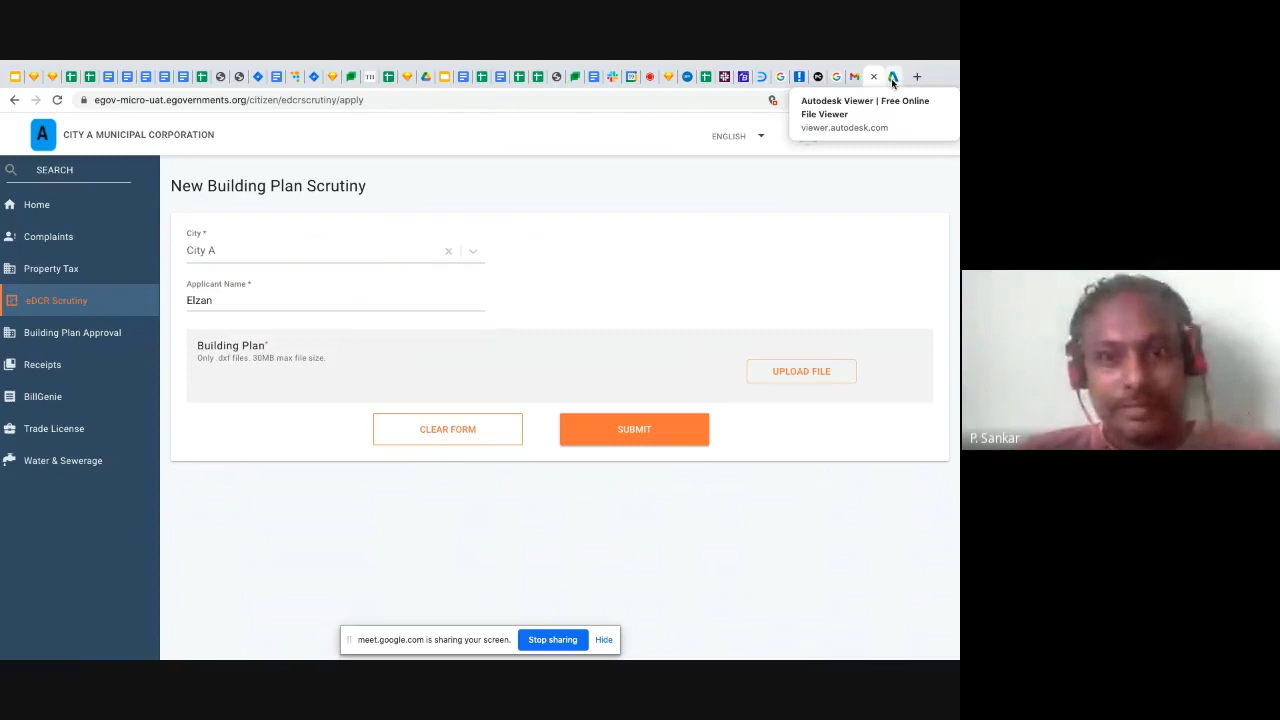 egov-micro-uat.egovernments.org/citizen/edcrscrutiny/apply
Autodesk Viewer | Free Online
File Viewer
viewer.autodesk.com
A
CITY A MUNICIPAL CORPORATION
ENGLISH
SEARCH
Home
Complaints
Property Tax
eDCR Scrutiny
Building Plan Approval
Receipts
BillGenie
Trade License
Water & Sewerage
New Building Plan Scrutiny
City *
City A
Applicant Name *
Elzan
Building Plan*
Only .dxf files. 30MB max file size.
UPLOAD FILE
CLEAR FORM
SUBMIT
P. Sankar
meet.google.com is sharing your screen.
Stop sharing
Hide